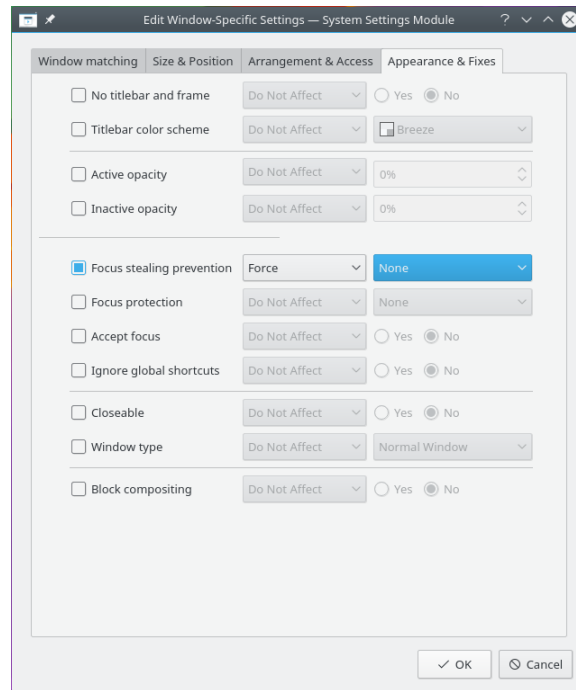 Edit Window-Specific Settings — System Settings Module
Window matching Size & Position Arrangement & Access Appearance & Fixes
No titlebar and frame Do Not Affect Yes No
Titlebar color scheme Do Not Affect Breeze
Active opacity Do Not Affect 0%
Inactive opacity Do Not Affect 0%
Focus stealing prevention Force None
Focus protection Do Not Affect None
Accept focus Do Not Affect Yes No
Ignore global shortcuts Do Not Affect Yes No
Closeable Do Not Affect Yes No
Window type Do Not Affect Normal Window
Block compositing Do Not Affect Yes No
OK Cancel